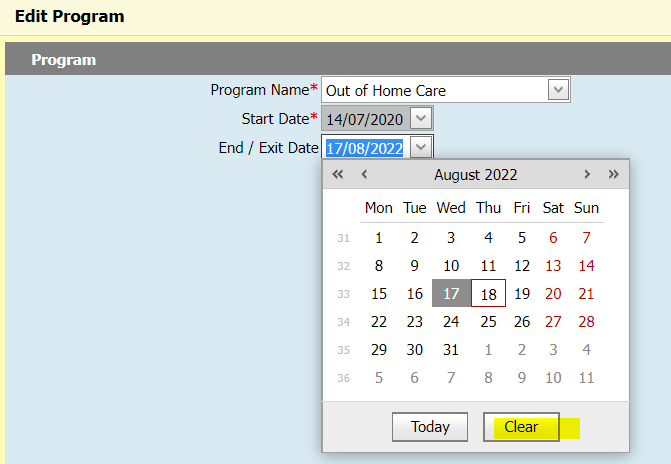 Edit Program
Program
Program Name* Out of Home Care
Start Date* 14/07/2020
End / Exit Date 17/08/2022
« ‹ August 2022 › »
Mon Tue Wed Thu Fri Sat Sun
31 1 2 3 4 5 6 7
32 8 9 10 11 12 13 14
33 15 16 17 18 19 20 21
34 22 23 24 25 26 27 28
35 29 30 31 1 2 3 4
36 5 6 7 8 9 10 11
Today Clear